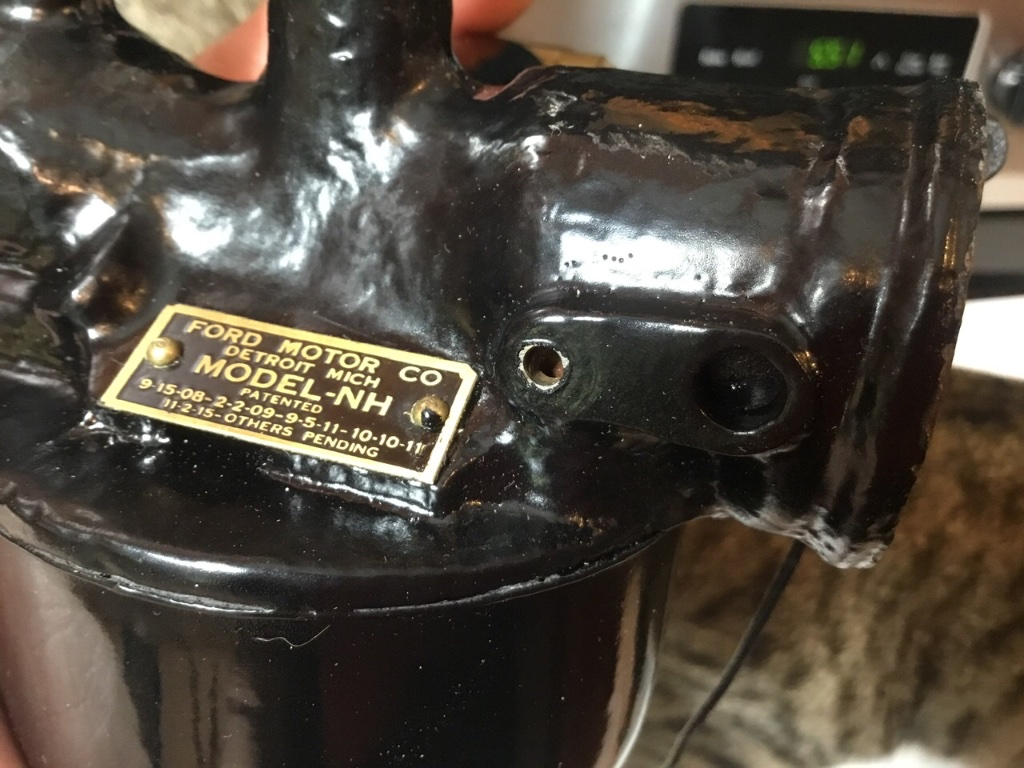 FORD MOTOR CO
DETROIT MICH
MODEL-NH
PATENTED
9-15-08-2-2-09-9-5-11-10-10-11
11-2-15-OTHERS PENDING